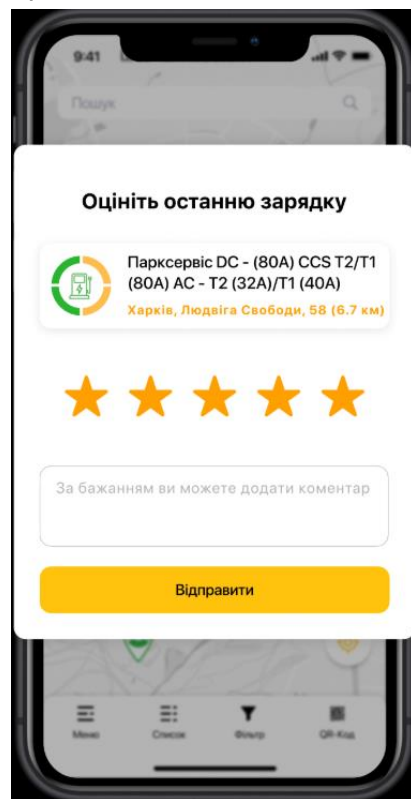 9:41
Пошук
Оцініть останню зарядку
Парксервіс DC - (80A) CCS T2/T1
(80A) AC - T2 (32A)/T1 (40A)
Харків, Людвіга Свободи, 58 (6.7 км)
За бажанням ви можете додати коментар
Відправити
Меню Список Фільтр QR-Код